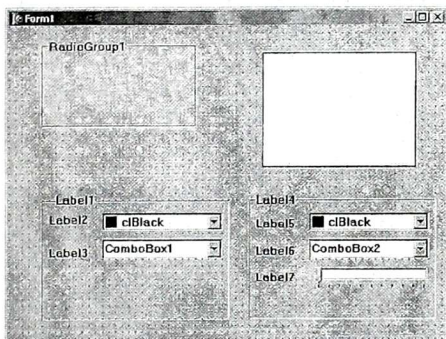 Form1
RadioGroup1
Label1
Label2 clBlack
Label3 ComboBox1
Label4
Label5 clBlack
Label6 ComboBox2
Label7